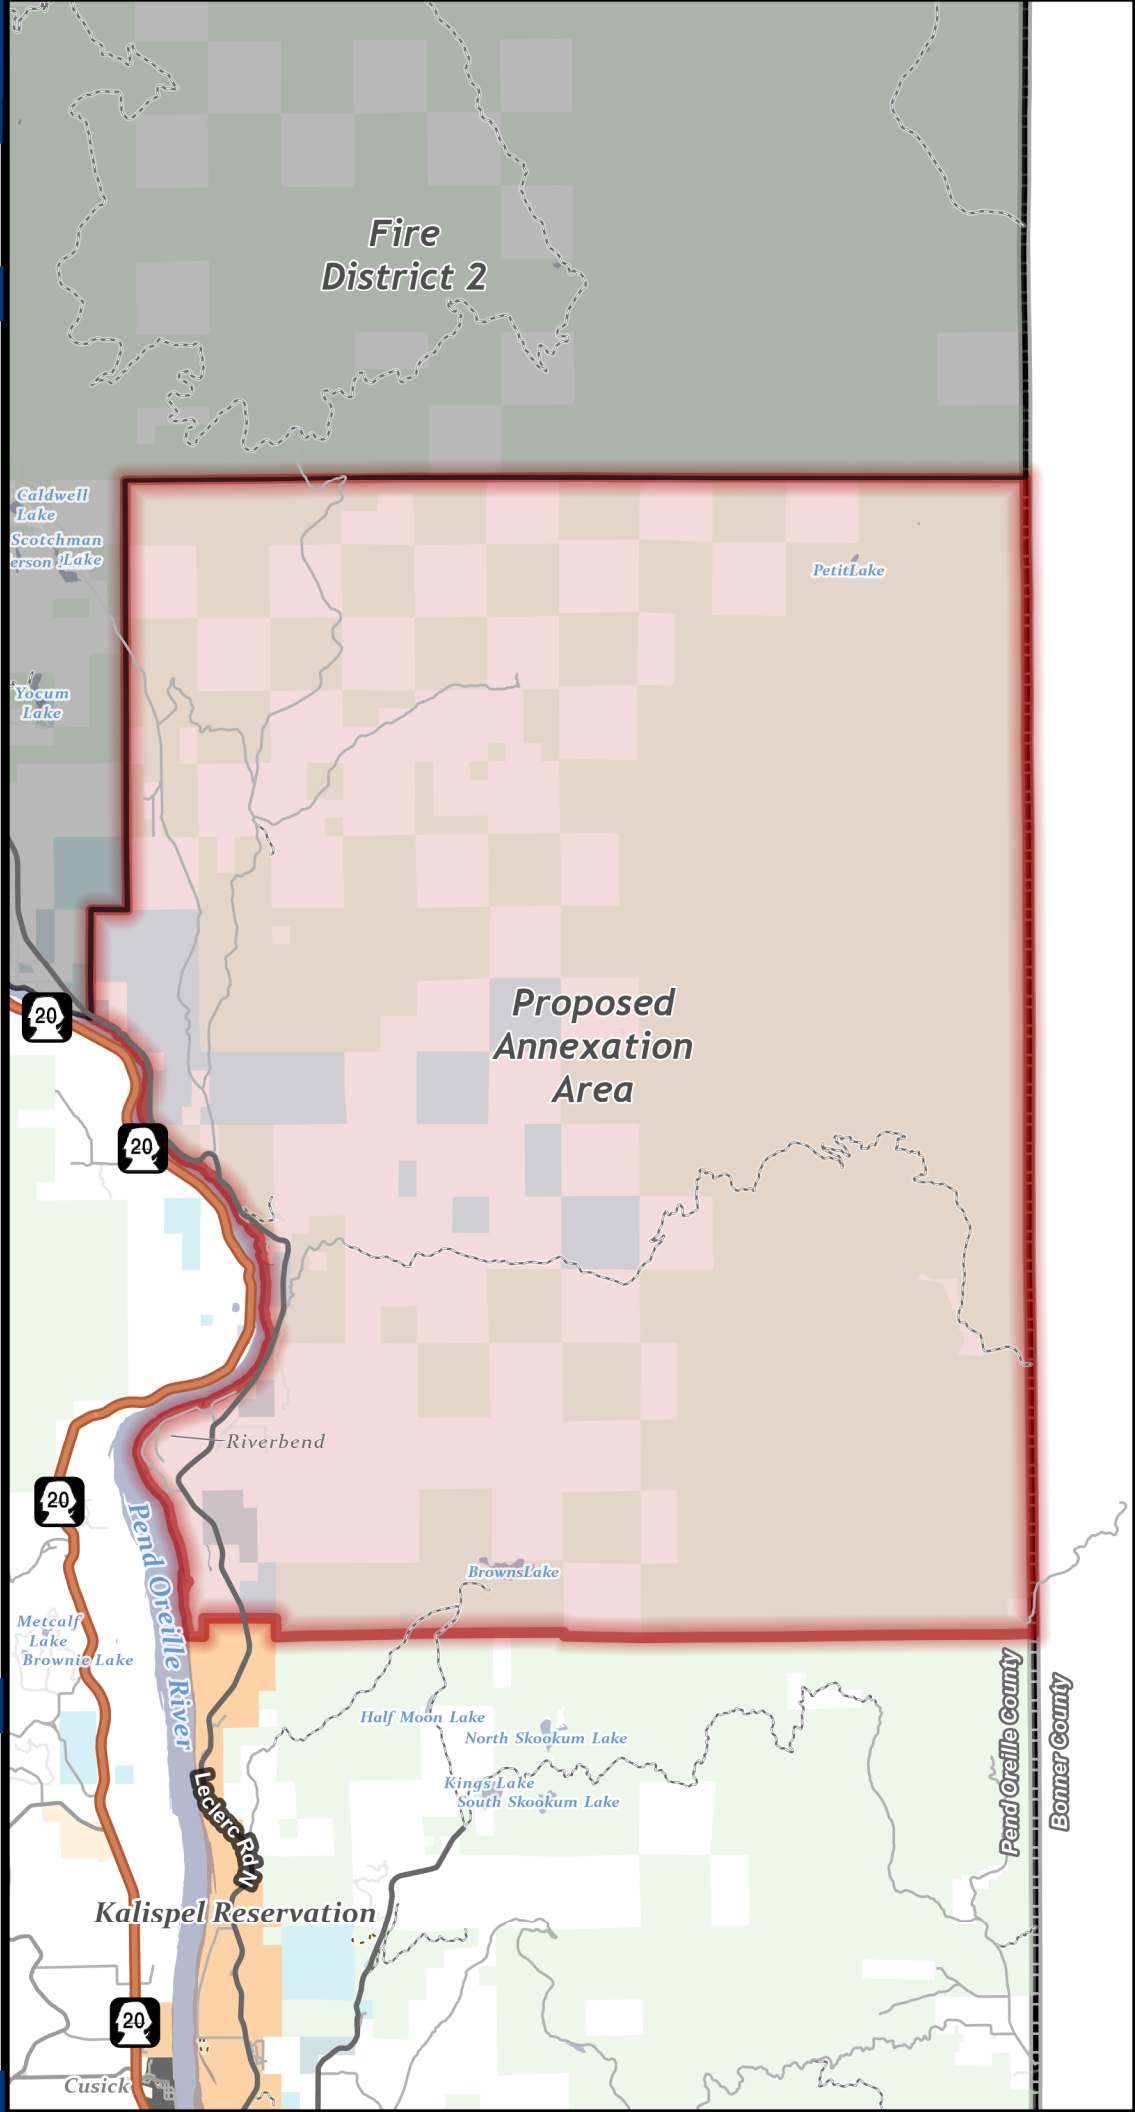 Fire
District 2
Caldwell
Lake
Scotchman
Lake
erson
PetitLake
Yocum
Lake
Proposed
Annexation
Area
20
20
Riverbend
20
Pend Oreille River
BrownsLake
Metcalf
Lake
Brownie Lake
Half Moon Lake
North Skookum Lake
Kings Lake
South Skookum Lake
Pend Oreille County
Bonner County
Leclerc Rd N
Kalispel Reservation
20
Cusick